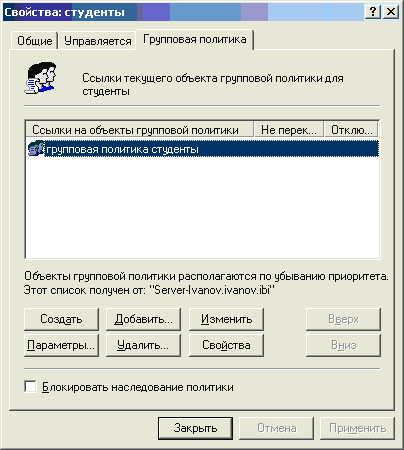 Свойства: студенты
Общие Управляется Групповая политика
Ссылки текущего объекта групповой политики для
студенты
Ссылки на объекты групповой политики Не перек... Отклю...
групповая политика студенты
Объекты групповой политики располагаются по убыванию приоритета.
Этот список получен от: "Server-Ivanov.ivanov.ibi"
Создать Добавить... Изменить Вверх
Параметры... Удалить... Свойства Вниз
Блокировать наследование политики
Закрыть Отмена Применить